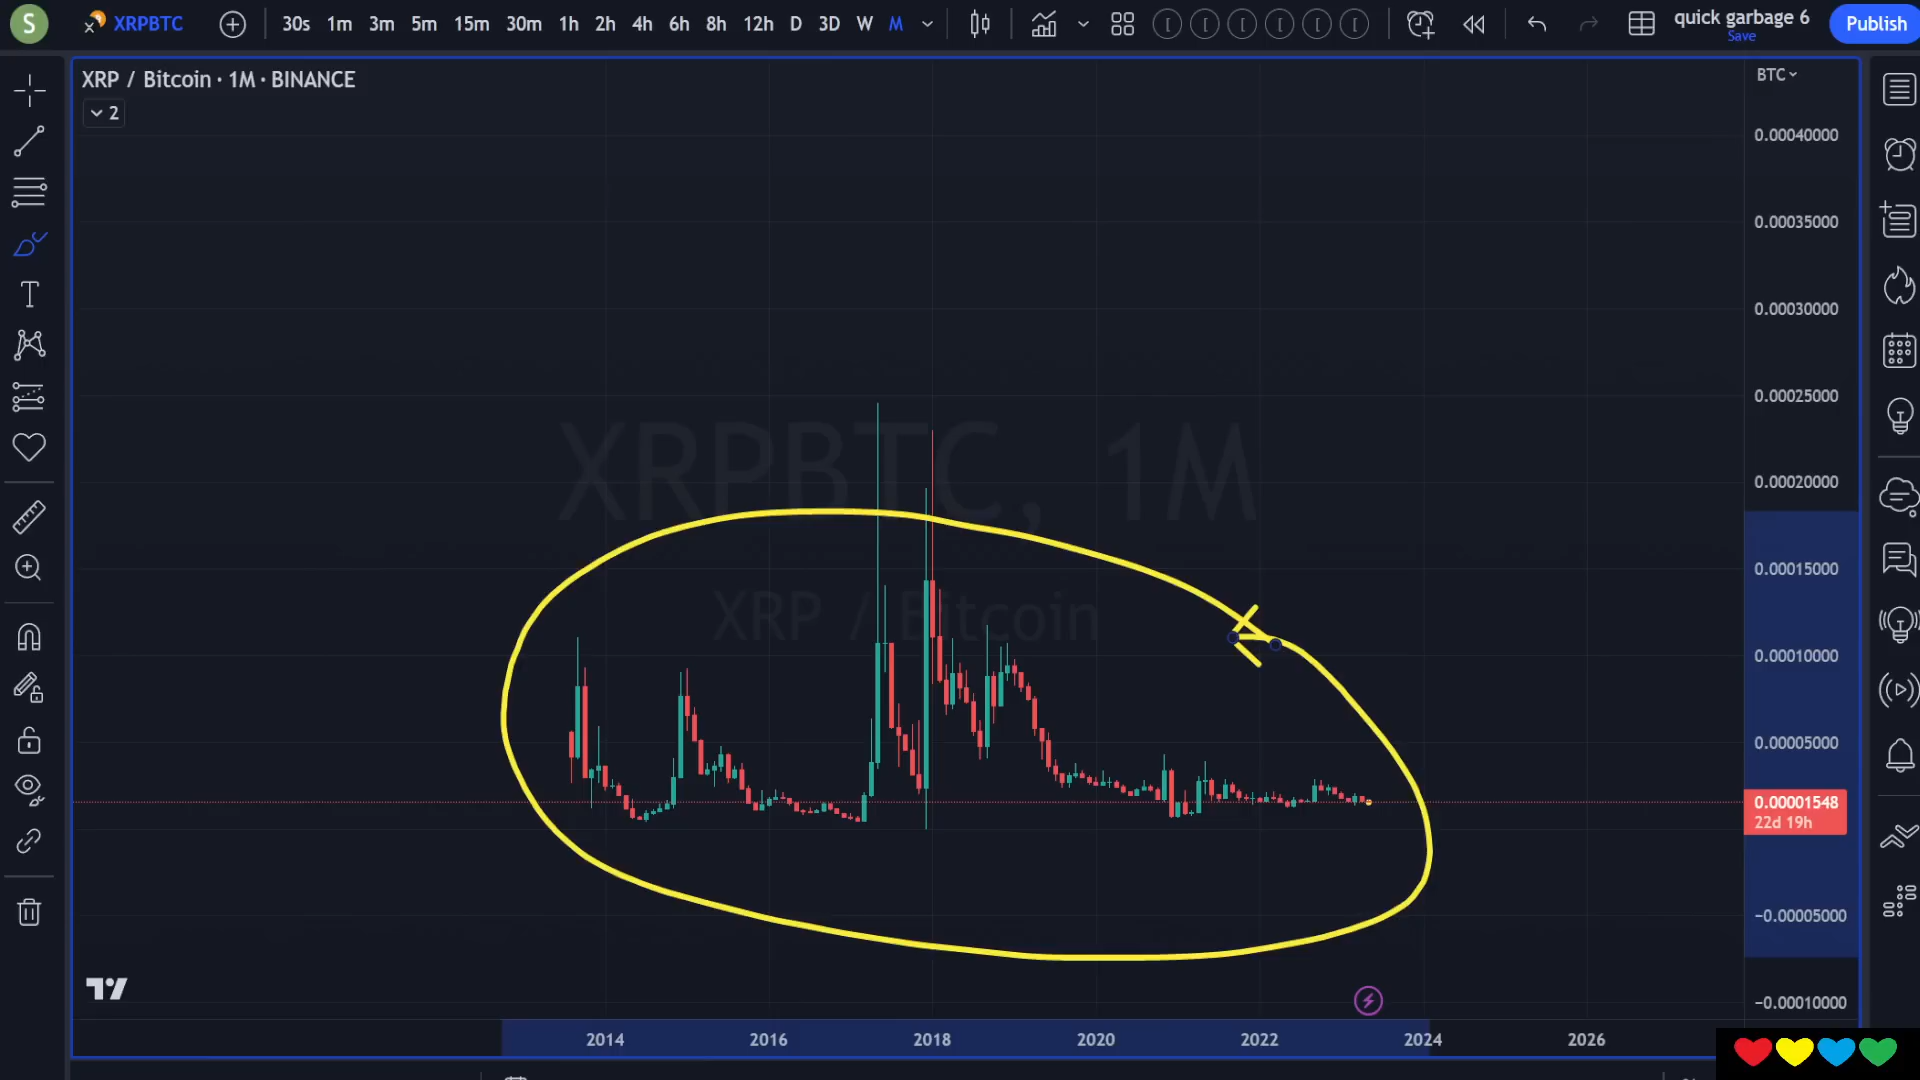 S XRPBTC 30s 1m 3m 5m 15m 30m 1h 2h 4h 6h 8h 12h D 3D W M quick garbage 6 Publish
Save
XRP / Bitcoin · 1M · BINANCE
2
BTC
0.00040000
0.00035000
0.00030000
0.00025000
0.00020000
0.00015000
0.00010000
0.00005000
0.00001548
22d 19h
−0.00005000
−0.00010000
XRPBTC, 1M
XRP / Bitcoin
2014 2016 2018 2020 2022 2024 2026